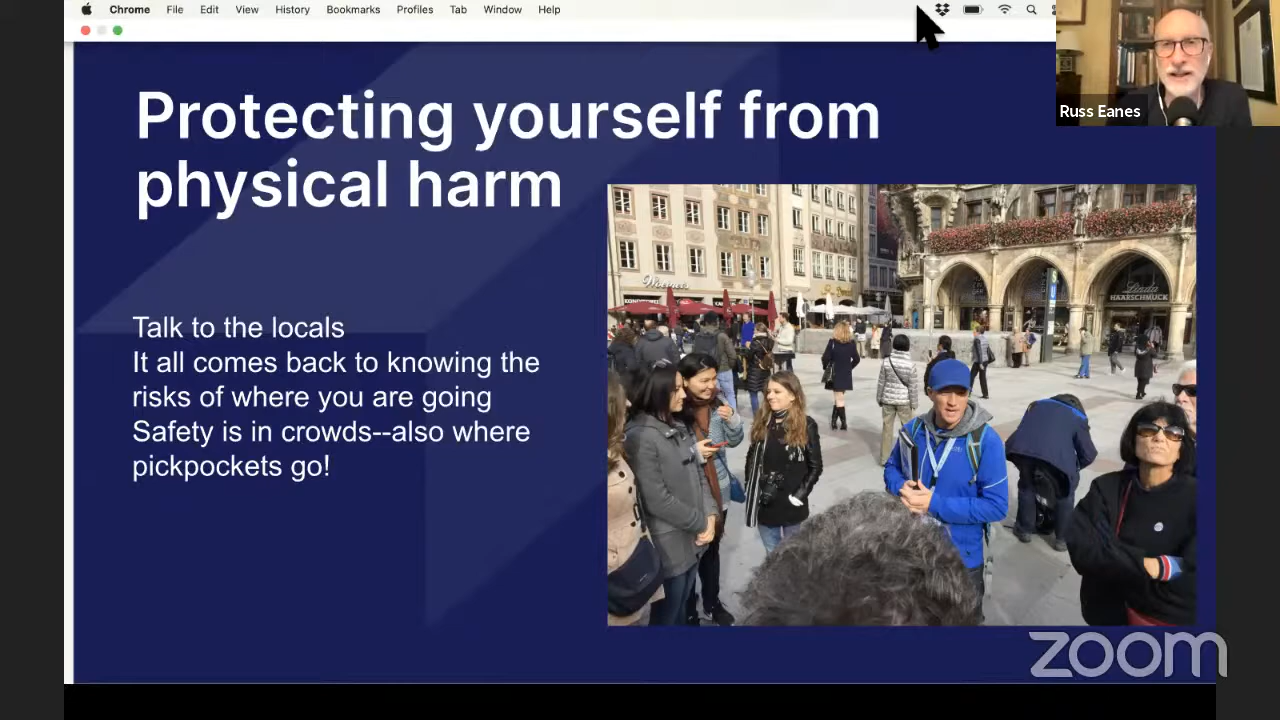 Chrome File Edit View History Bookmarks Profiles Tab Window Help
Russ Eanes
Protecting yourself from
physical harm
Talk to the locals
It all comes back to knowing the
risks of where you are going
Safety is in crowds--also where
pickpockets go!
Linda
HAARSCHMUCK
zoom